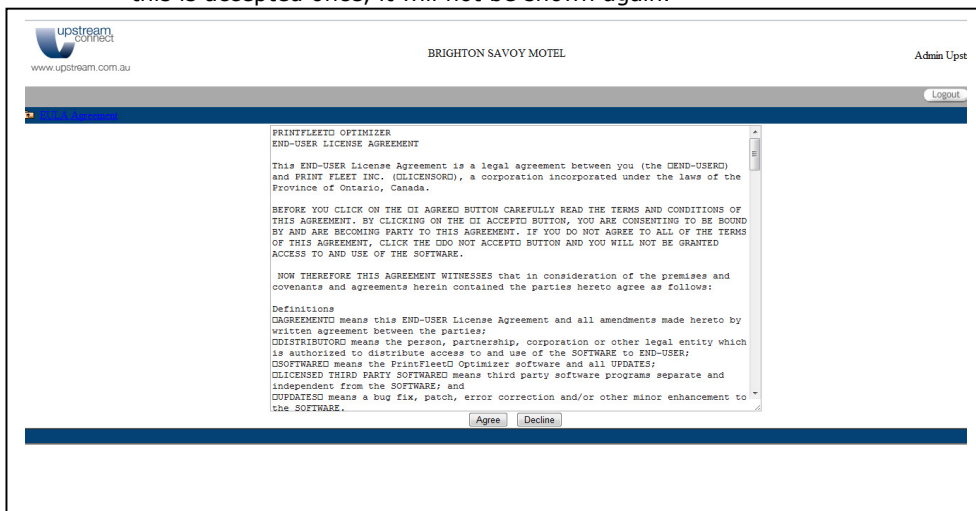 this is accepted once, it will not be shown again.
upstream
connect
www.upstream.com.au
BRIGHTON SAVOY MOTEL
Admin Upst
Logout
EULA Agreement
PRINTFLEET□ OPTIMIZER
END-USER LICENSE AGREEMENT
This END-USER License Agreement is a legal agreement between you (the □END-USER□)
and PRINT FLEET INC. (□LICENSOR□), a corporation incorporated under the laws of the
Province of Ontario, Canada.
BEFORE YOU CLICK ON THE □I AGREE□ BUTTON CAREFULLY READ THE TERMS AND CONDITIONS OF
THIS AGREEMENT. BY CLICKING ON THE □I ACCEPT□ BUTTON, YOU ARE CONSENTING TO BE BOUND
BY AND ARE BECOMING PARTY TO THIS AGREEMENT. IF YOU DO NOT AGREE TO ALL OF THE TERMS
OF THIS AGREEMENT, CLICK THE □DO NOT ACCEPT□ BUTTON AND YOU WILL NOT BE GRANTED
ACCESS TO AND USE OF THE SOFTWARE.
NOW THEREFORE THIS AGREEMENT WITNESSES that in consideration of the premises and
covenants and agreements herein contained the parties hereto agree as follows:
Definitions
□AGREEMENT□ means this END-USER License Agreement and all amendments made hereto by
written agreement between the parties;
□DISTRIBUTOR□ means the person, partnership, corporation or other legal entity which
is authorized to distribute access to and use of the SOFTWARE to END-USER;
□SOFTWARE□ means the PrintFleet□ Optimizer software and all UPDATES;
□LICENSED THIRD PARTY SOFTWARE□ means third party software programs separate and
independent from the SOFTWARE; and
□UPDATES□ means a bug fix, patch, error correction and/or other minor enhancement to
the SOFTWARE.
Agree Decline